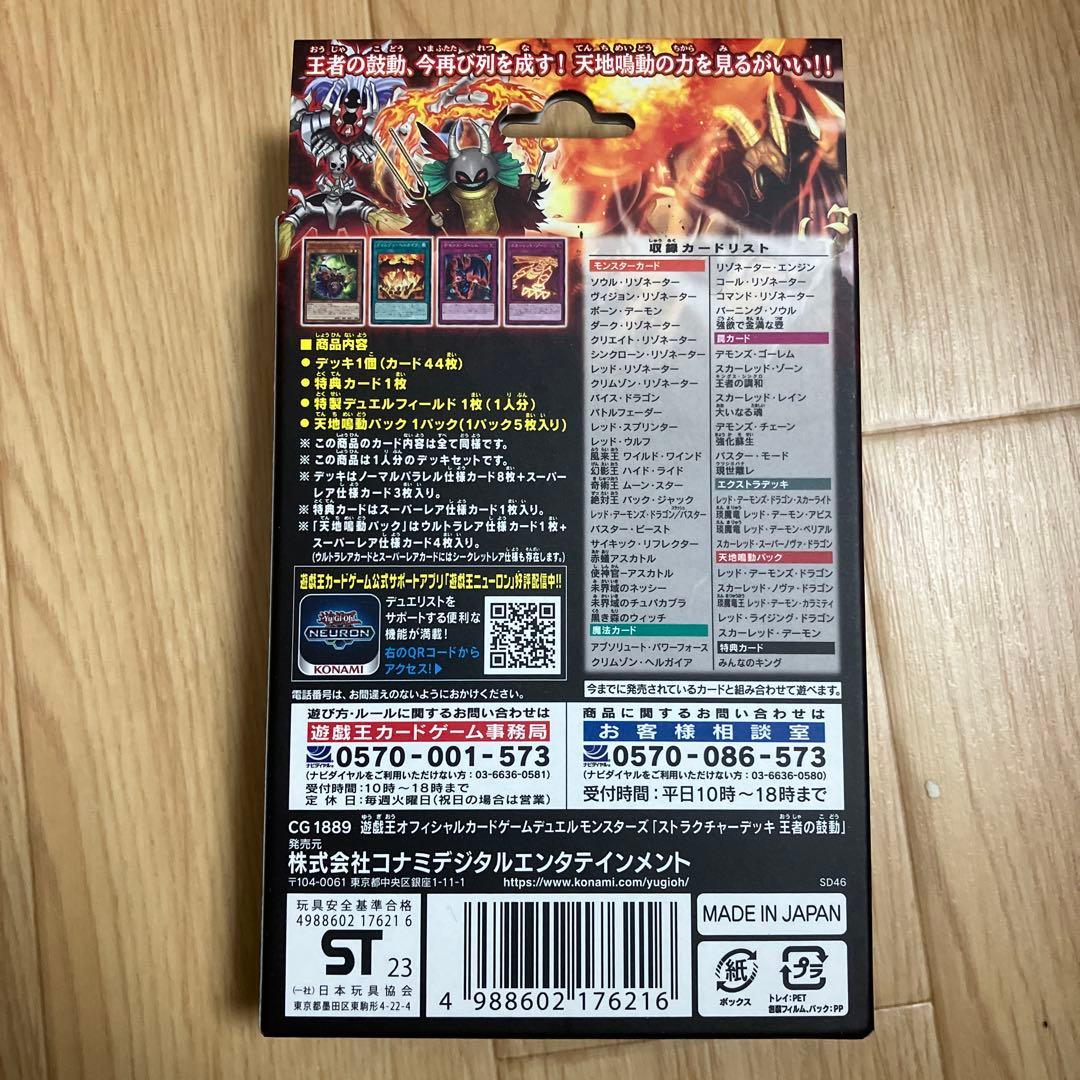 王者の鼓動、今再び列を成す! 天地鳴動の力を見るがいい!!
■商品内容
● デッキ1個(カード44枚)
● 特典カード1枚
● 特製デュエルフィールド 1枚(1人分)
● 天地鳴動パック 1パック(1パック5枚入り)
※ この商品のカード内容は全て同様です。
※ この商品は1人分のデッキセットです。
※ デッキはノーマルパラレル仕様カード8枚+スーパー
レア仕様カード3枚入り。
※ 特典カードはスーパーレア仕様カード1枚入り。
※「天地鳴動パック」はウルトラレア仕様カード1枚+
スーパーレア仕様カード4枚入り。
(ウルトラレアカードとスーパーレアカードにはシークレットレア仕様も存在します。)
遊戯王カードゲーム公式サポートアプリ「遊戯王ニューロン」好評配信中!!
Yu-Gi-Oh!
NEURON
KONAMI
デュエリストを
サポートする便利な
機能が満載!
右のQRコードから
アクセス!▶
収録カードリスト
モンスターカード
ソウル・リゾネーター
ヴィジョン・リゾネーター
ボーン・デーモン
ダーク・リゾネーター
クリエイト・リゾネーター
シンクローン・リゾネーター
レッド・リゾネーター
クリムゾン・リゾネーター
バイス・ドラゴン
バトルフェーダー
レッド・スプリンター
レッド・ウルフ
風来王 ワイルド・ワインド
幻影王 ハイド・ライド
奇術王 ムーン・スター
絶対王 バック・ジャック
レッド・デーモンズ・ドラゴン/バスター
バスター・ビースト
サイキック・リフレクター
赤蟻アスカトル
使神官-アスカトル
未界域のネッシー
未界域のチュパカブラ
黒き森のウィッチ
魔法カード
アブソリュート・パワーフォース
クリムゾン・ヘルガイア
リゾネーター・エンジン
コール・リゾネーター
コマンド・リゾネーター
バーニング・ソウル
強欲で金満な壺
罠カード
デモンズ・ゴーレム
スカーレッド・ゾーン
王者の調和
スカーレッド・レイン
大いなる魂
デモンズ・チェーン
強化蘇生
バスター・モード
現世離レ
エクストラデッキ
レッド・デーモンズ・ドラゴン・スカーライト
琰魔竜 レッド・デーモン・アビス
琰魔竜 レッド・デーモン・ベリアル
スカーレッド・スーパーノヴァ・ドラゴン
天地鳴動パック
レッド・デーモンズ・ドラゴン
スカーレッド・ノヴァ・ドラゴン
琰魔竜王 レッド・デーモン・カラミティ
レッド・ライジング・ドラゴン
スカーレッド・デーモン
特典カード
みんなのキング
今までに発売されているカードと組み合わせて遊べます。
電話番号は、お間違えのないようにおかけください。
遊び方・ルールに関するお問い合わせは
遊戯王カードゲーム事務局
ナビダイヤル 0570-001-573
(ナビダイヤルをご利用いただけない方:03-6636-0581)
受付時間:10時～18時まで
定休日:毎週火曜日(祝日の場合は営業)
商品に関するお問い合わせは
お客様相談室
ナビダイヤル 0570-086-573
(ナビダイヤルをご利用いただけない方:03-6636-0580)
受付時間:平日10時～18時まで
CG1889 遊戯王オフィシャルカードゲームデュエルモンスターズ「ストラクチャーデッキ 王者の鼓動」
発売元
株式会社コナミデジタルエンタテインメント
〒104-0061 東京都中央区銀座1-11-1 https://www.konami.com/yugioh/ SD46
玩具安全基準合格
4988602 17621 6
ST 23
(一社)日本玩具協会
東京都墨田区東駒形4-22-4
4 988602 176216
MADE IN JAPAN
紙
ボックス
プラ
トレイ:PET
包装フィルム、パック:PP